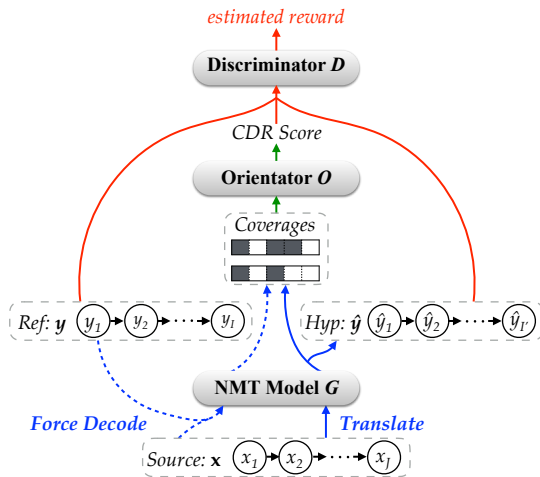 estimated reward
Discriminator D
CDR Score
Orientator O
Coverages
Ref: y y1 y2 ····· yI
Hyp: ŷ ŷ1 ŷ2 ····· ŷI'
NMT Model G
Force Decode
Translate
Source: x x1 x2 ····· xJ